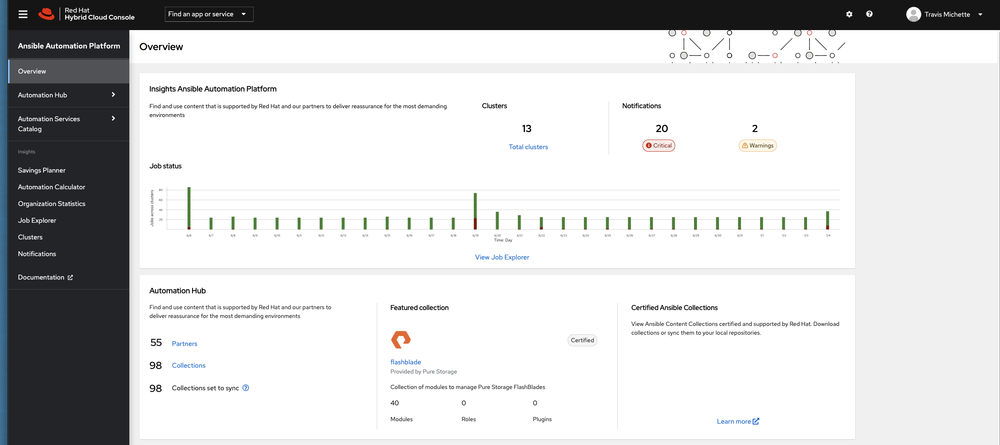 Red Hat
Hybrid Cloud Console
Find an app or service
Travis Michette
Ansible Automation Platform
Overview
Automation Hub
Automation Services
Catalog
Insights
Savings Planner
Automation Calculator
Organization Statistics
Job Explorer
Clusters
Notifications
Documentation
Overview
Insights Ansible Automation Platform
Find and use content that is supported by Red Hat and our partners to deliver reassurance for the most demanding
environments
Clusters
13
Total clusters
Notifications
20
Critical
2
Warnings
Job status
Jobs across clusters
80
60
40
20
6/6 6/7 6/8 6/9 6/10 6/11 6/12 6/13 6/14 6/15 6/16 6/17 6/18 6/19 6/20 6/21 6/22 6/23 6/24 6/25 6/26 6/27 6/28 6/29 6/30 6/31 7/1 7/2 7/3 7/4
Time: Day
View Job Explorer
Automation Hub
Find and use content that is supported by Red Hat and our partners to
deliver reassurance for the most demanding environments
55 Partners
98 Collections
98 Collections set to sync
Featured collection
Certified
flashblade
Provided by Pure Storage
Collection of modules to manage Pure Storage FlashBlades
40 0 0
Modules Roles Plugins
Certified Ansible Collections
View Ansible Content Collections certified and supported by Red Hat. Download
collections or sync them to your local repositories.
Learn more